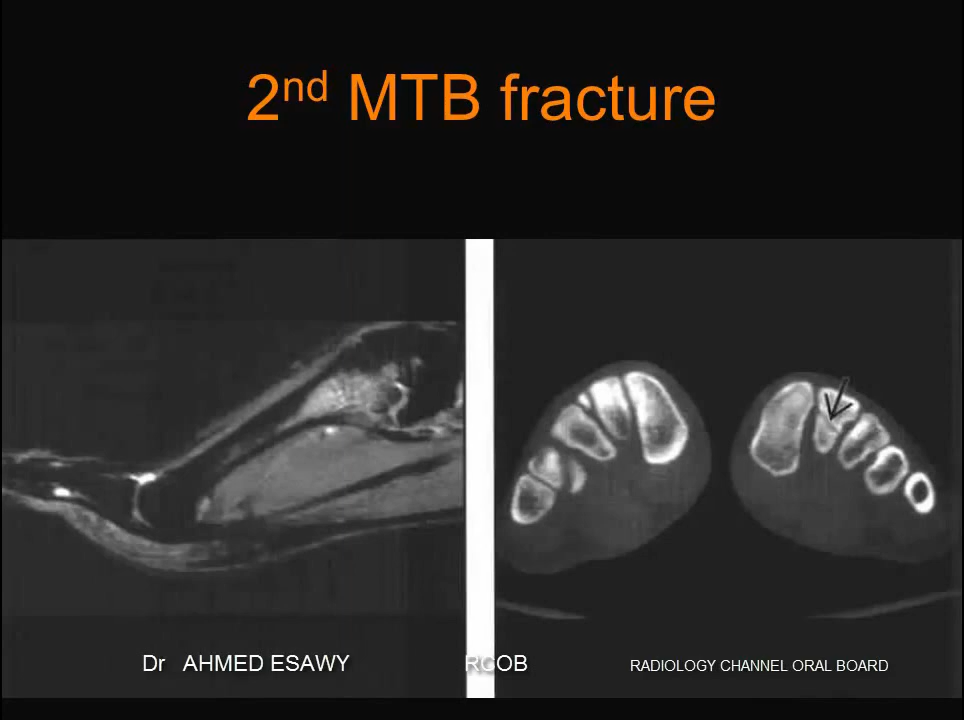 2nd MTB fracture
Dr AHMED ESAWY
RCOB
RADIOLOGY CHANNEL ORAL BOARD